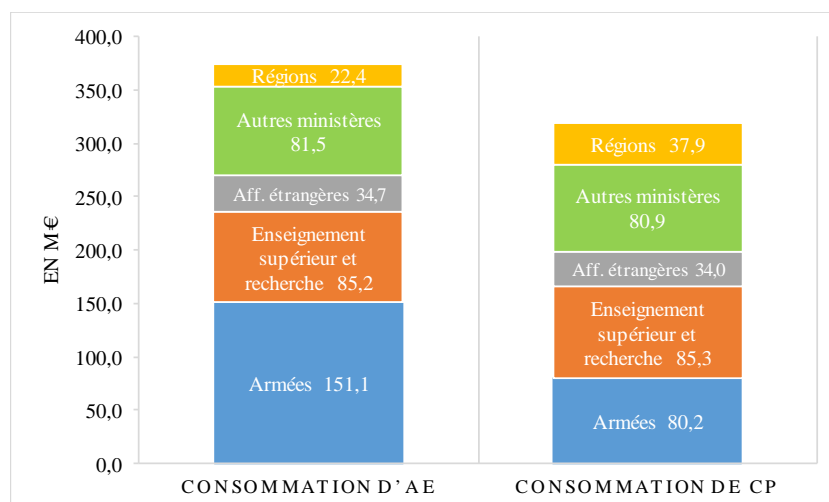 400,0
350,0
300,0
250,0
200,0
150,0
100,0
50,0
0,0
EN M€
Régions 22,4
Autres ministères
81,5
Aff. étrangères 34,7
Enseignement
supérieur et
recherche 85,2
Armées 151,1
CONSOMMATION D’AE
Régions 37,9
Autres ministères
80,9
Aff. étrangères 34,0
Enseignement
supérieur et
recherche 85,3
Armées 80,2
CONSOMMATION DE CP